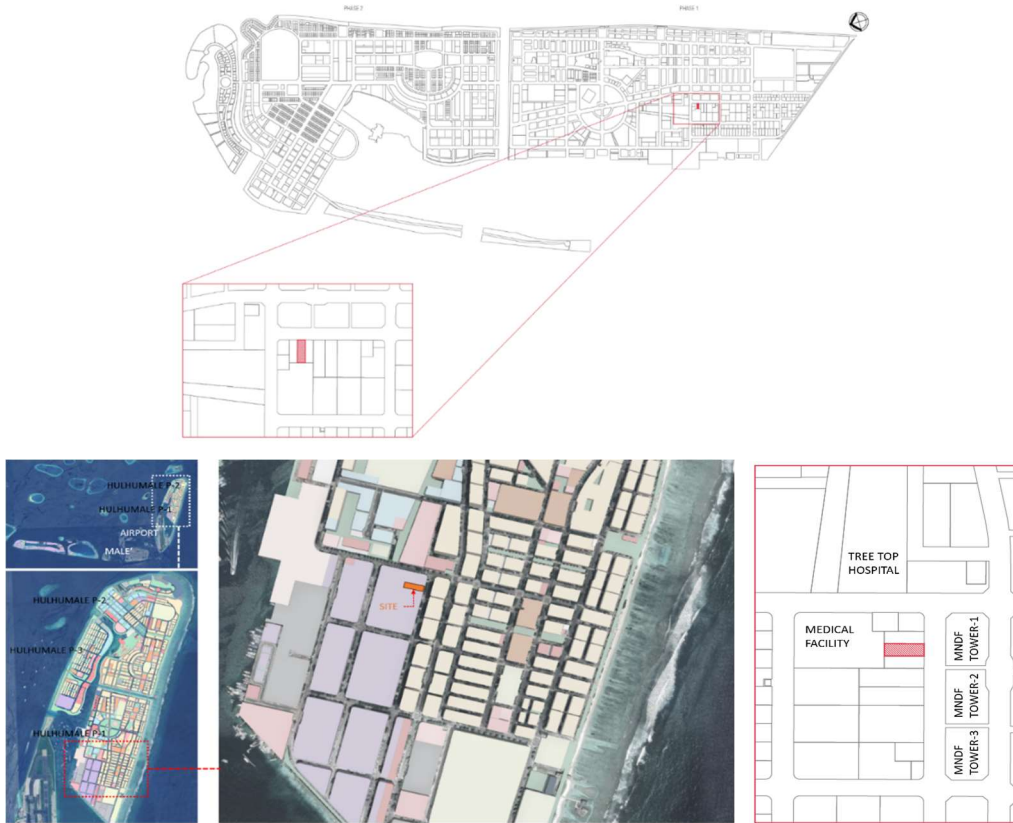 PHASE 2
PHASE 1
HULHUMALE P-2
HULHUMALE P-1
AIRPORT
MALE'
HULHUMALE P-2
HULHUMALE P-3
HULHUMALE P-1
SITE
TREE TOP
HOSPITAL
MEDICAL
FACILITY
MNDF
TOWER-1
MNDF
TOWER-2
MNDF
TOWER-3